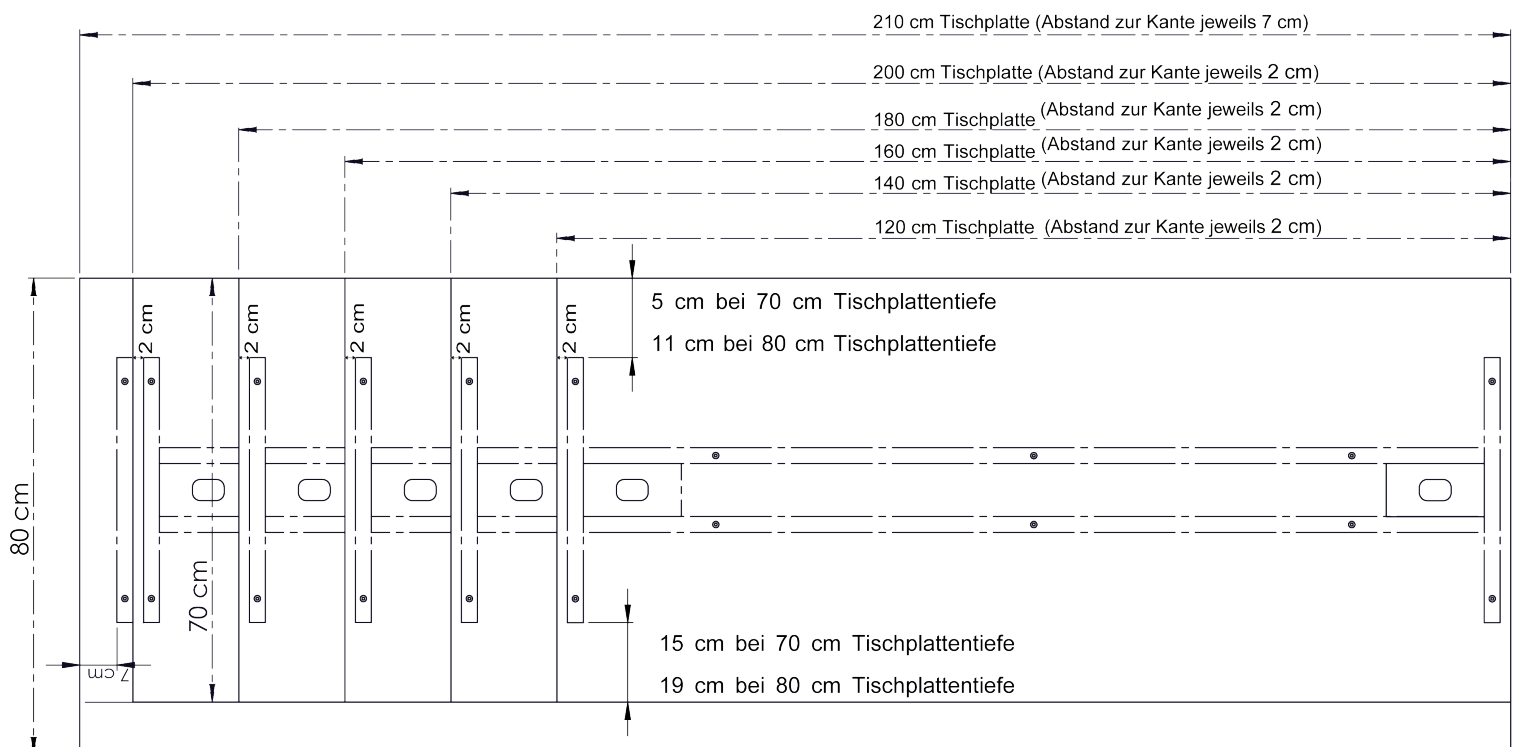 210 cm Tischplatte (Abstand zur Kante jeweils 7 cm)
200 cm Tischplatte (Abstand zur Kante jeweils 2 cm)
180 cm Tischplatte (Abstand zur Kante jeweils 2 cm)
160 cm Tischplatte (Abstand zur Kante jeweils 2 cm)
140 cm Tischplatte (Abstand zur Kante jeweils 2 cm)
120 cm Tischplatte (Abstand zur Kante jeweils 2 cm)
2 cm
2 cm
2 cm
2 cm
2 cm
5 cm bei 70 cm Tischplattentiefe
11 cm bei 80 cm Tischplattentiefe
80 cm
70 cm
7 cm
15 cm bei 70 cm Tischplattentiefe
19 cm bei 80 cm Tischplattentiefe